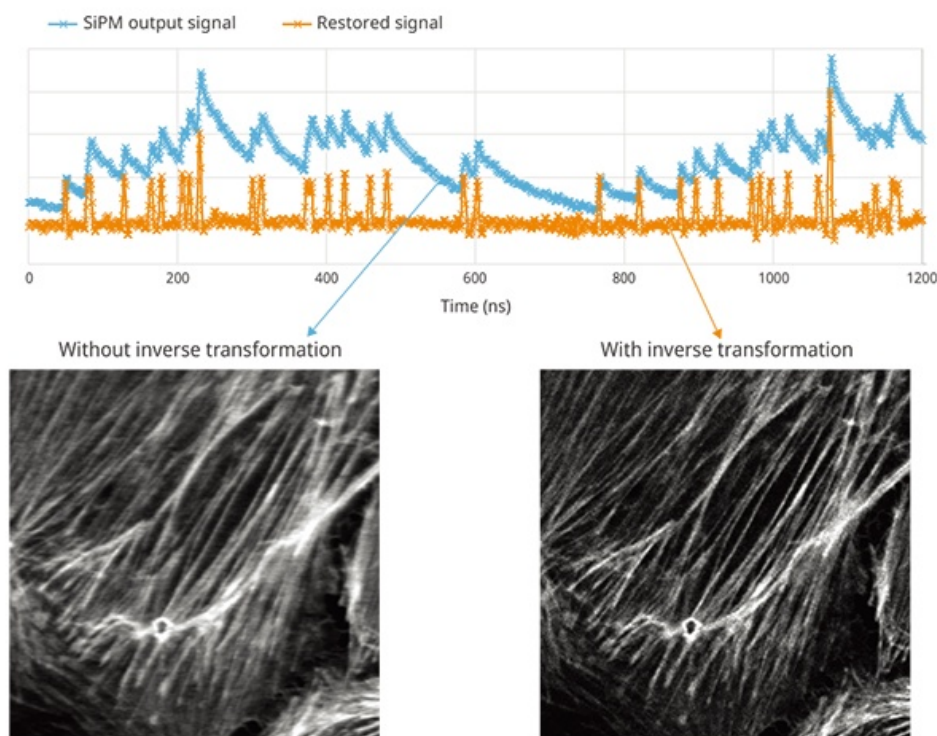 SiPM output signal
Restored signal
0
200
400
600
800
1000
1200
Time (ns)
Without inverse transformation
With inverse transformation